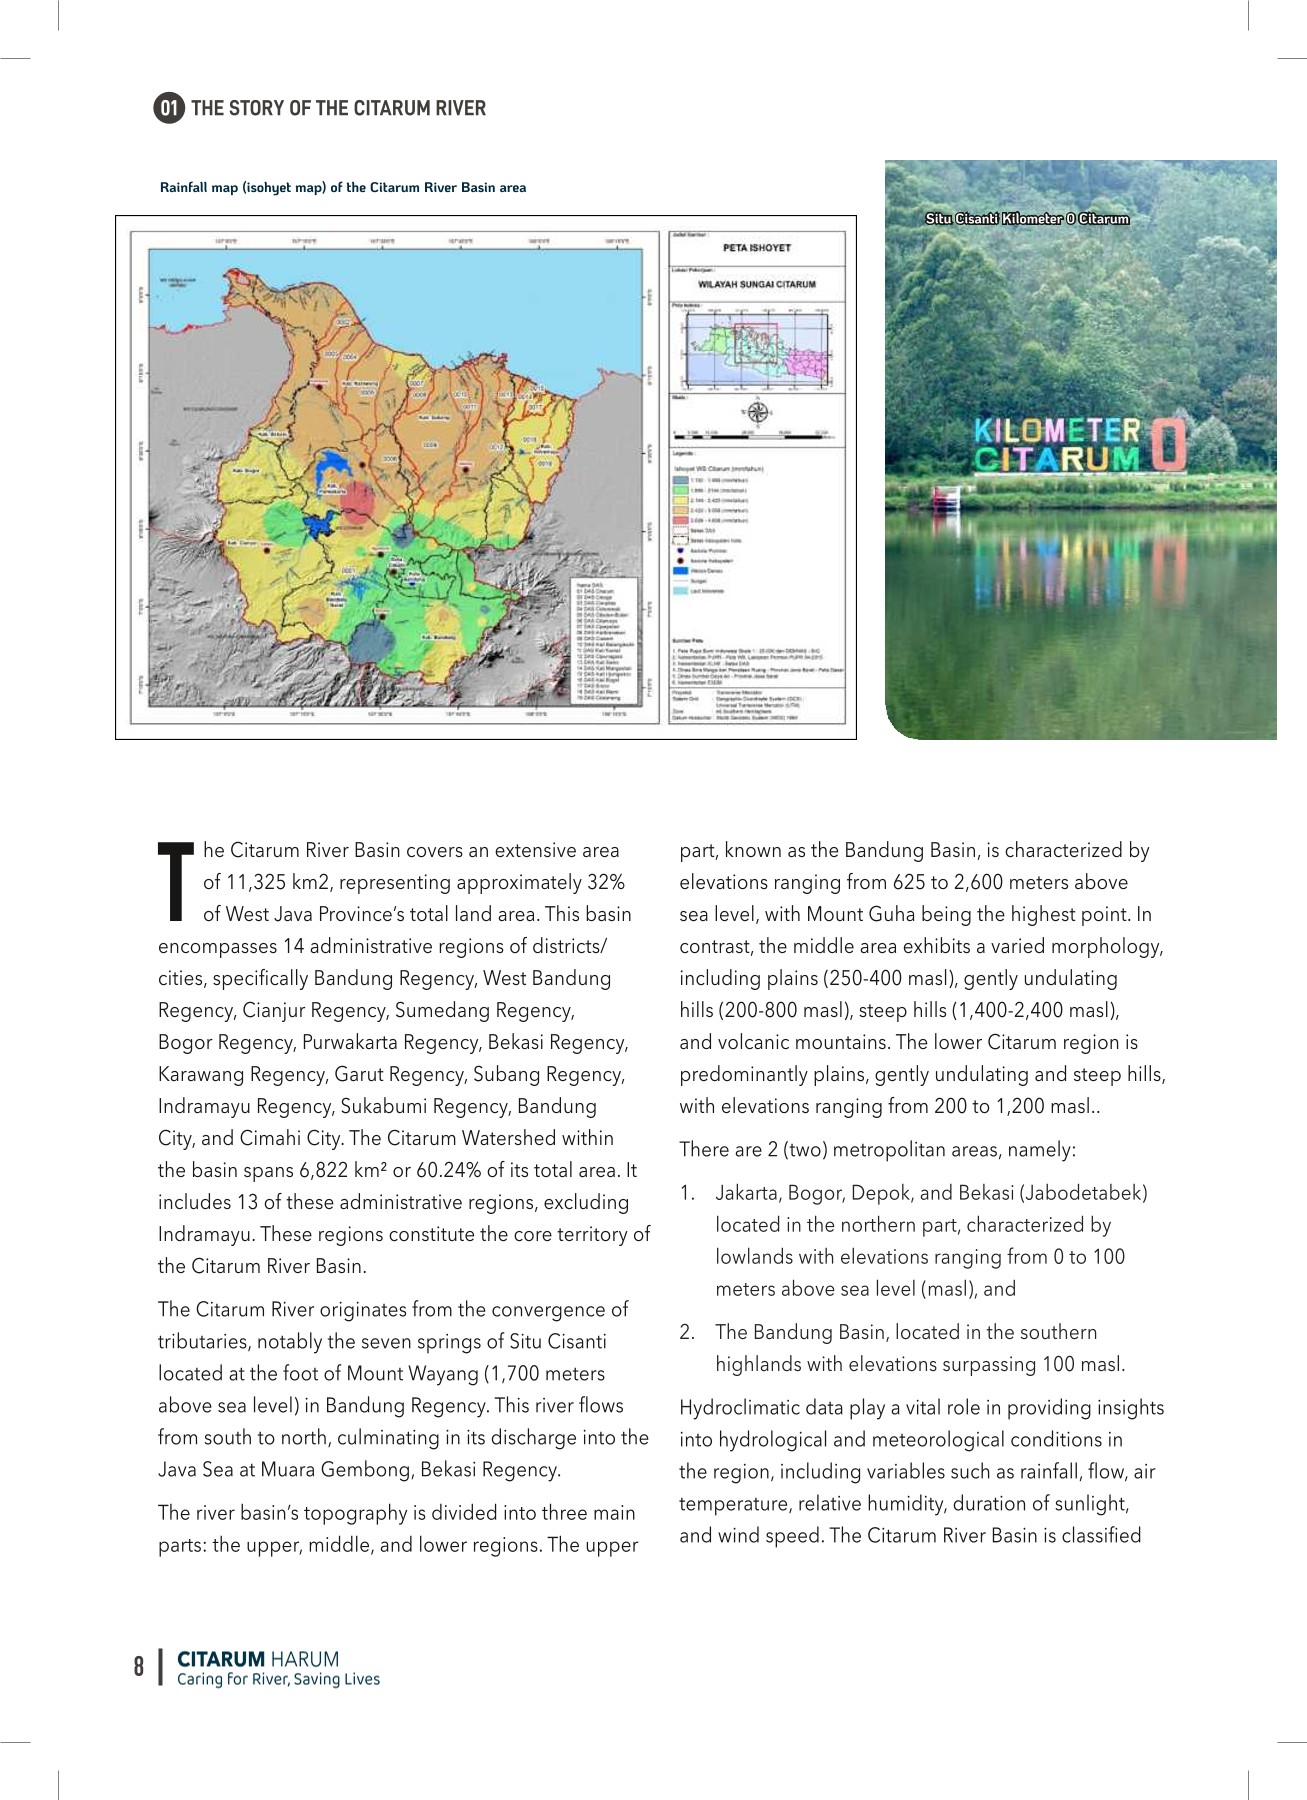 01 THE STORY OF THE CITARUM RIVER
Rainfall map (isohyet map) of the Citarum River Basin area
PETA ISHOYET
WILAYAH SUNGAI CITARUM
Situ Cisanti Kilometer 0 Citarum
KILOMETER 0
CITARUM
The Citarum River Basin covers an extensive area
of 11,325 km2, representing approximately 32%
of West Java Province's total land area. This basin
encompasses 14 administrative regions of districts/
cities, specifically Bandung Regency, West Bandung
Regency, Cianjur Regency, Sumedang Regency,
Bogor Regency, Purwakarta Regency, Bekasi Regency,
Karawang Regency, Garut Regency, Subang Regency,
Indramayu Regency, Sukabumi Regency, Bandung
City, and Cimahi City. The Citarum Watershed within
the basin spans 6,822 km² or 60.24% of its total area. It
includes 13 of these administrative regions, excluding
Indramayu. These regions constitute the core territory of
the Citarum River Basin.
The Citarum River originates from the convergence of
tributaries, notably the seven springs of Situ Cisanti
located at the foot of Mount Wayang (1,700 meters
above sea level) in Bandung Regency. This river flows
from south to north, culminating in its discharge into the
Java Sea at Muara Gembong, Bekasi Regency.
The river basin's topography is divided into three main
parts: the upper, middle, and lower regions. The upper
part, known as the Bandung Basin, is characterized by
elevations ranging from 625 to 2,600 meters above
sea level, with Mount Guha being the highest point. In
contrast, the middle area exhibits a varied morphology,
including plains (250-400 masl), gently undulating
hills (200-800 masl), steep hills (1,400-2,400 masl),
and volcanic mountains. The lower Citarum region is
predominantly plains, gently undulating and steep hills,
with elevations ranging from 200 to 1,200 masl..
There are 2 (two) metropolitan areas, namely:
1. Jakarta, Bogor, Depok, and Bekasi (Jabodetabek)
located in the northern part, characterized by
lowlands with elevations ranging from 0 to 100
meters above sea level (masl), and
2. The Bandung Basin, located in the southern
highlands with elevations surpassing 100 masl.
Hydroclimatic data play a vital role in providing insights
into hydrological and meteorological conditions in
the region, including variables such as rainfall, flow, air
temperature, relative humidity, duration of sunlight,
and wind speed. The Citarum River Basin is classified
8
CITARUM HARUM
Caring for River, Saving Lives